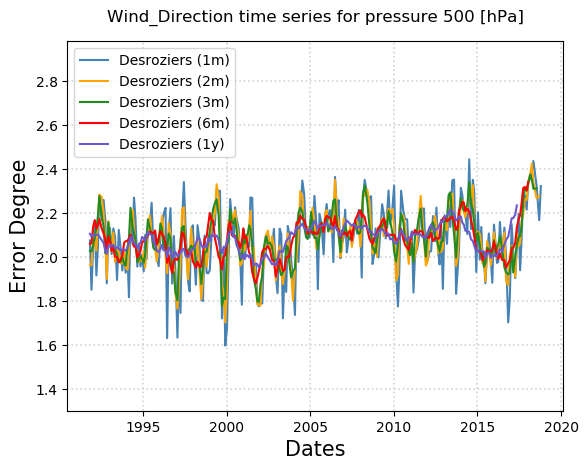 Wind_Direction time series for pressure 500 [hPa]
Desroziers (1m)
Desroziers (2m)
Desroziers (3m)
Desroziers (6m)
Desroziers (1y)
Error Degree
2.8
2.6
2.4
2.2
2.0
1.8
1.6
1.4
1995
2000
2005
2010
2015
2020
Dates